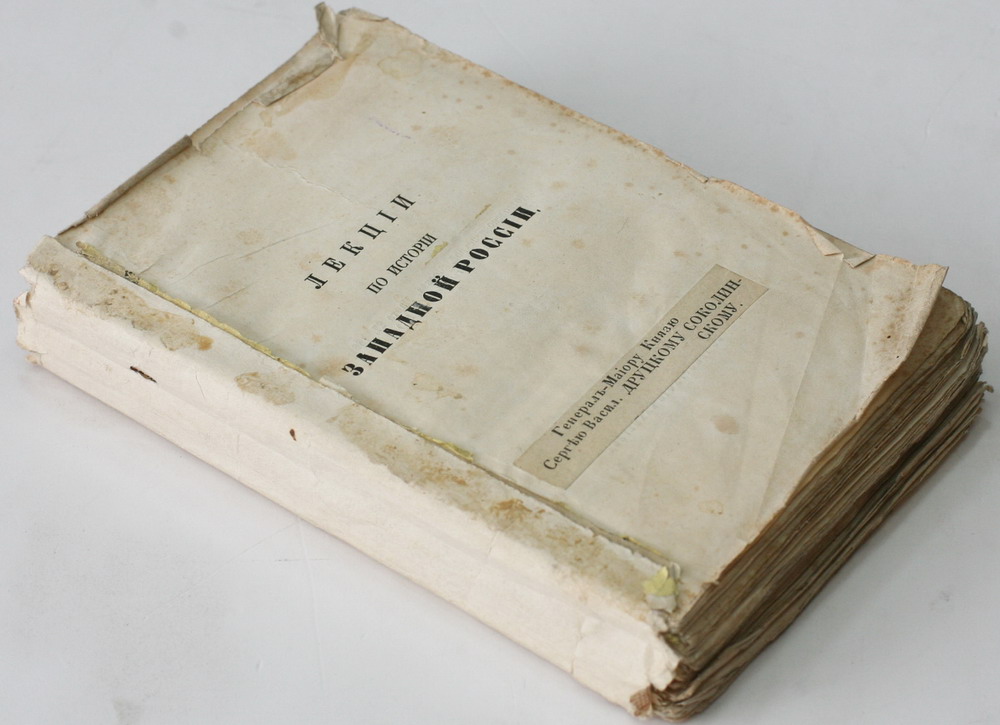 ЛЕКЦІИ
ПО ИСТОРІИ
ЗАПАДНОЙ РОССІИ.
Генералъ-Маіору Князю
Сергѣю Васил. ДРУЦКОМУ СОКОЛИН-
СКОМУ.